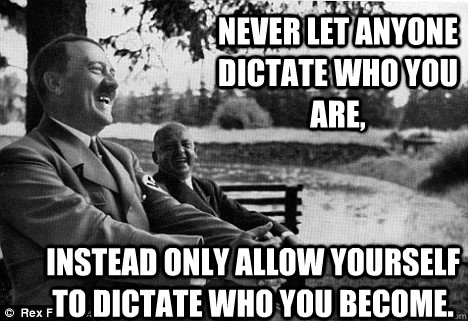 NEVER LET ANYONE
DICTATE WHO YOU
ARE,
INSTEAD ONLY ALLOW YOURSELF
TO DICTATE WHO YOU BECOME.
© Rex F